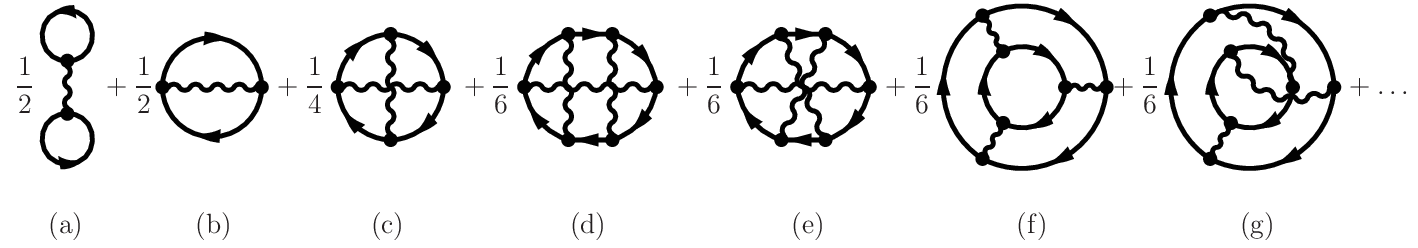 1/2 + 1/2 + 1/4 + 1/6 + 1/6 + 1/6 + 1/6 + ...
(a) (b) (c) (d) (e) (f) (g)